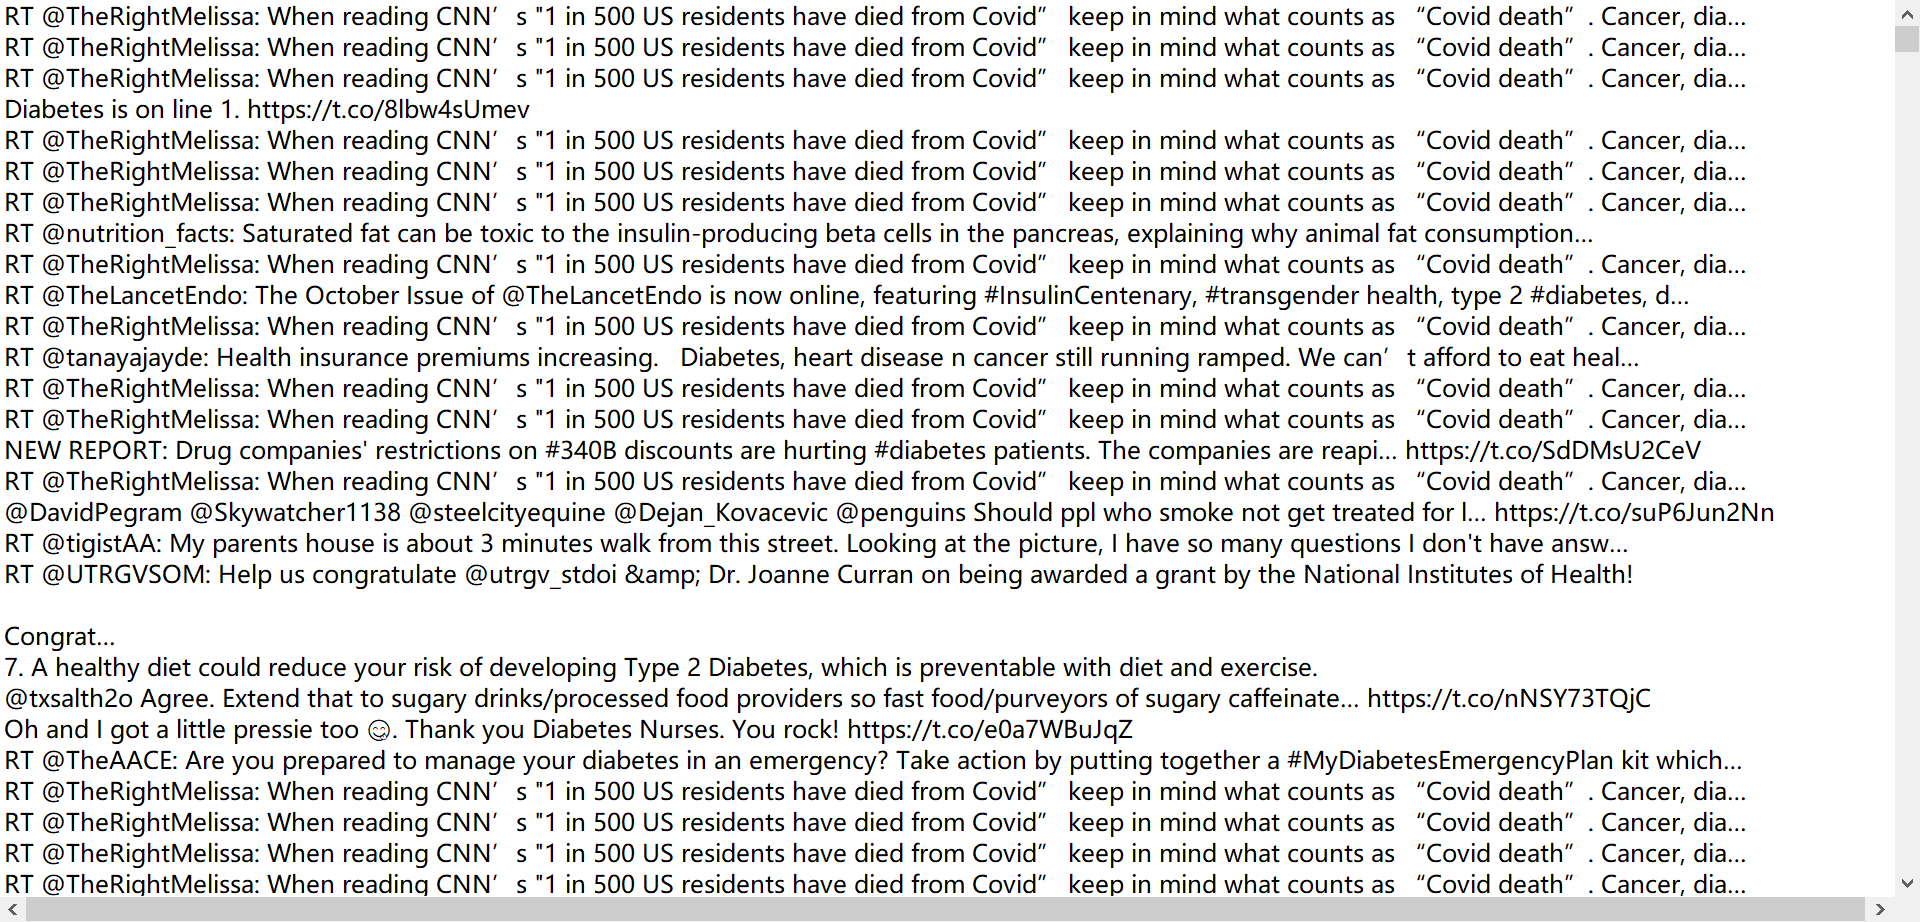 RT @TheRightMelissa: When reading CNN’s "1 in 500 US residents have died from Covid” keep in mind what counts as “Covid death”. Cancer, dia…
RT @TheRightMelissa: When reading CNN’s "1 in 500 US residents have died from Covid” keep in mind what counts as “Covid death”. Cancer, dia…
RT @TheRightMelissa: When reading CNN’s "1 in 500 US residents have died from Covid” keep in mind what counts as “Covid death”. Cancer, dia…
Diabetes is on line 1. https://t.co/8lbw4sUmev
RT @TheRightMelissa: When reading CNN’s "1 in 500 US residents have died from Covid” keep in mind what counts as “Covid death”. Cancer, dia…
RT @TheRightMelissa: When reading CNN’s "1 in 500 US residents have died from Covid” keep in mind what counts as “Covid death”. Cancer, dia…
RT @TheRightMelissa: When reading CNN’s "1 in 500 US residents have died from Covid” keep in mind what counts as “Covid death”. Cancer, dia…
RT @nutrition_facts: Saturated fat can be toxic to the insulin-producing beta cells in the pancreas, explaining why animal fat consumption…
RT @TheRightMelissa: When reading CNN’s "1 in 500 US residents have died from Covid” keep in mind what counts as “Covid death”. Cancer, dia…
RT @TheLancetEndo: The October Issue of @TheLancetEndo is now online, featuring #InsulinCentenary, #transgender health, type 2 #diabetes, d…
RT @TheRightMelissa: When reading CNN’s "1 in 500 US residents have died from Covid” keep in mind what counts as “Covid death”. Cancer, dia…
RT @tanayajayde: Health insurance premiums increasing. Diabetes, heart disease n cancer still running ramped. We can’t afford to eat heal…
RT @TheRightMelissa: When reading CNN’s "1 in 500 US residents have died from Covid” keep in mind what counts as “Covid death”. Cancer, dia…
RT @TheRightMelissa: When reading CNN’s "1 in 500 US residents have died from Covid” keep in mind what counts as “Covid death”. Cancer, dia…
NEW REPORT: Drug companies' restrictions on #340B discounts are hurting #diabetes patients. The companies are reapi… https://t.co/SdDMsU2CeV
RT @TheRightMelissa: When reading CNN’s "1 in 500 US residents have died from Covid” keep in mind what counts as “Covid death”. Cancer, dia…
@DavidPegram @Skywatcher1138 @steelcityequine @Dejan_Kovacevic @penguins Should ppl who smoke not get treated for l… https://t.co/suP6Jun2Nn
RT @tigistAA: My parents house is about 3 minutes walk from this street. Looking at the picture, I have so many questions I don't have answ…
RT @UTRGVSOM: Help us congratulate @utrgv_stdoi &amp; Dr. Joanne Curran on being awarded a grant by the National Institutes of Health!
Congrat…
7. A healthy diet could reduce your risk of developing Type 2 Diabetes, which is preventable with diet and exercise.
@txsalth2o Agree. Extend that to sugary drinks/processed food providers so fast food/purveyors of sugary caffeinate… https://t.co/nNSY73TQjC
Oh and I got a little pressie too 😋. Thank you Diabetes Nurses. You rock! https://t.co/e0a7WBuJqZ
RT @TheAACE: Are you prepared to manage your diabetes in an emergency? Take action by putting together a #MyDiabetesEmergencyPlan kit which…
RT @TheRightMelissa: When reading CNN’s "1 in 500 US residents have died from Covid” keep in mind what counts as “Covid death”. Cancer, dia…
RT @TheRightMelissa: When reading CNN’s "1 in 500 US residents have died from Covid” keep in mind what counts as “Covid death”. Cancer, dia…
RT @TheRightMelissa: When reading CNN’s "1 in 500 US residents have died from Covid” keep in mind what counts as “Covid death”. Cancer, dia…
RT @TheRightMelissa: When reading CNN’s "1 in 500 US residents have died from Covid” keep in mind what counts as “Covid death”. Cancer, dia…